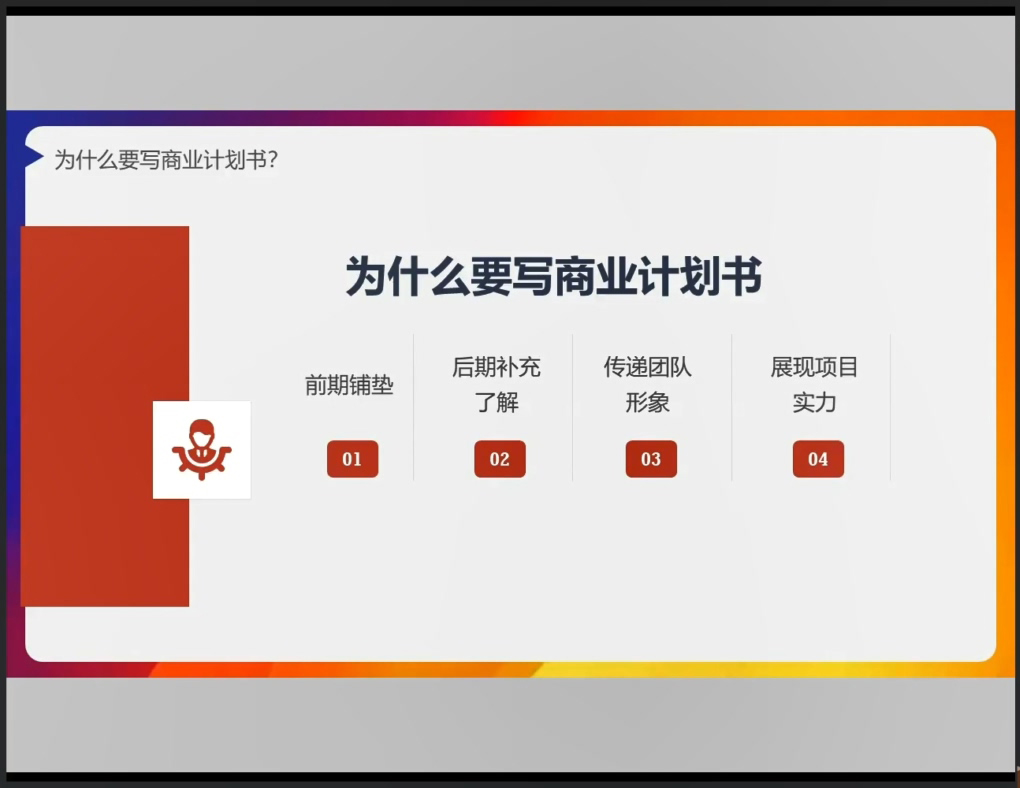 为什么要写商业计划书？
为什么要写商业计划书
前期铺垫
01
后期补充
了解
02
传递团队
形象
03
展现项目
实力
04